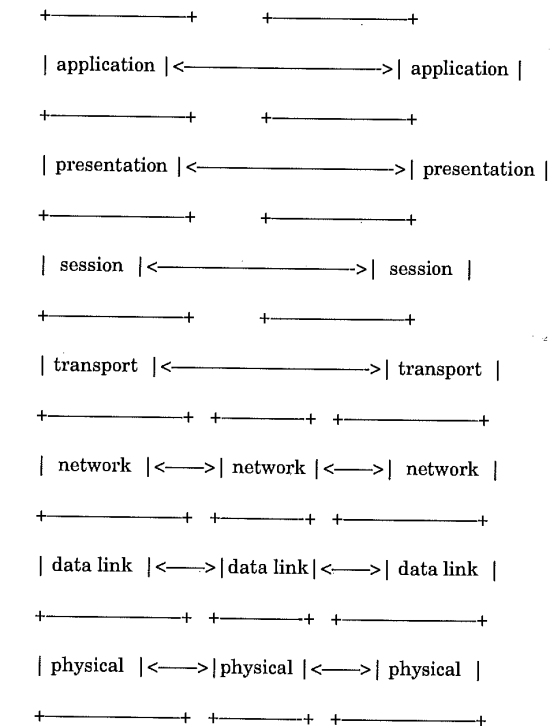 | application |<——————>| application |
| presentation |<——————>| presentation |
| session |<——————>| session |
| transport |<——————>| transport |
| network |<——>| network |<——>| network |
| data link |<——>|data link|<——>| data link |
| physical |<——>|physical |<——>| physical |